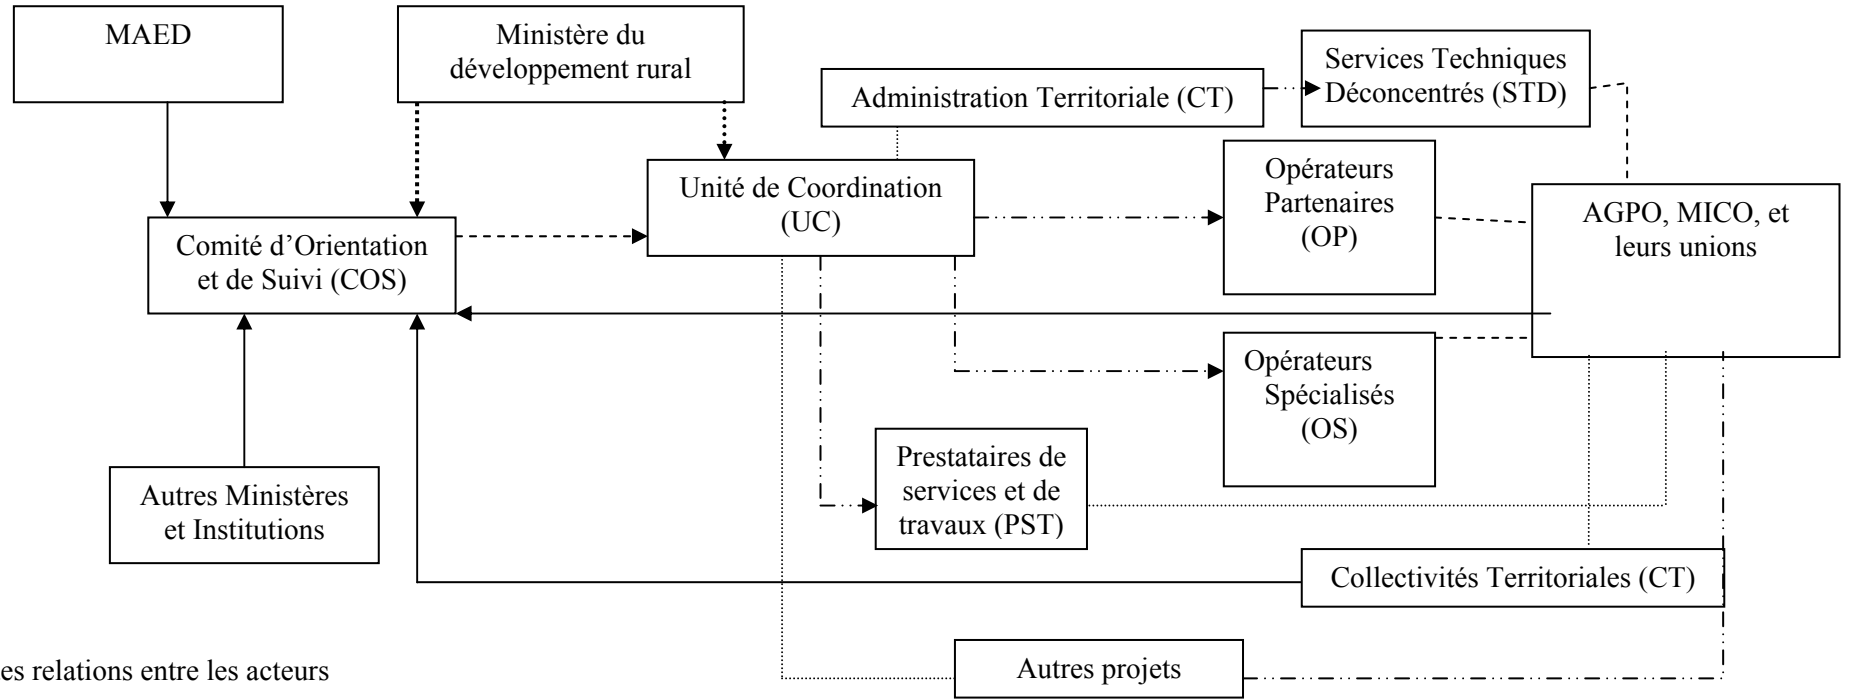 MAED
Ministère du
développement rural
Administration Territoriale (CT)
Services Techniques
Déconcentrés (STD)
Unité de Coordination
(UC)
Opérateurs
Partenaires
(OP)
AGPO, MICO, et
leurs unions
Comité d’Orientation
et de Suivi (COS)
Opérateurs
Spécialisés
(OS)
Prestataires de
services et de
travaux (PST)
Autres Ministères
et Institutions
Collectivités Territoriales (CT)
Autres projets
es relations entre les acteurs